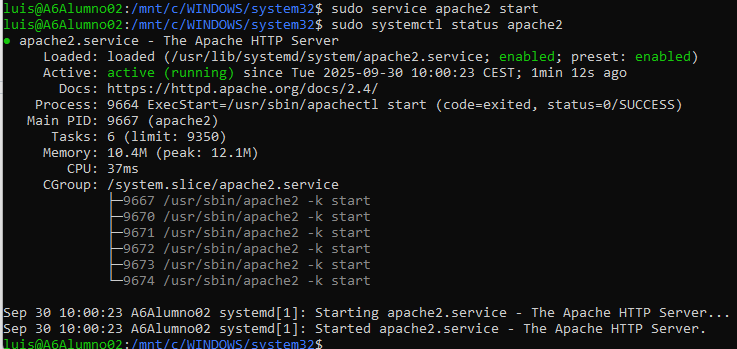 luis@A6Alumno02:/mnt/c/WINDOWS/system32$ sudo service apache2 start
luis@A6Alumno02:/mnt/c/WINDOWS/system32$ sudo systemctl status apache2
● apache2.service - The Apache HTTP Server
     Loaded: loaded (/usr/lib/systemd/system/apache2.service; enabled; preset: enabled)
     Active: active (running) since Tue 2025-09-30 10:00:23 CEST; 1min 12s ago
       Docs: https://httpd.apache.org/docs/2.4/
    Process: 9664 ExecStart=/usr/sbin/apachectl start (code=exited, status=0/SUCCESS)
   Main PID: 9667 (apache2)
      Tasks: 6 (limit: 9350)
     Memory: 10.4M (peak: 12.1M)
        CPU: 37ms
     CGroup: /system.slice/apache2.service
             ├─9667 /usr/sbin/apache2 -k start
             ├─9670 /usr/sbin/apache2 -k start
             ├─9671 /usr/sbin/apache2 -k start
             ├─9672 /usr/sbin/apache2 -k start
             ├─9673 /usr/sbin/apache2 -k start
             └─9674 /usr/sbin/apache2 -k start

Sep 30 10:00:23 A6Alumno02 systemd[1]: Starting apache2.service - The Apache HTTP Server...
Sep 30 10:00:23 A6Alumno02 systemd[1]: Started apache2.service - The Apache HTTP Server.
luis@A6Alumno02:/mnt/c/WINDOWS/system32$